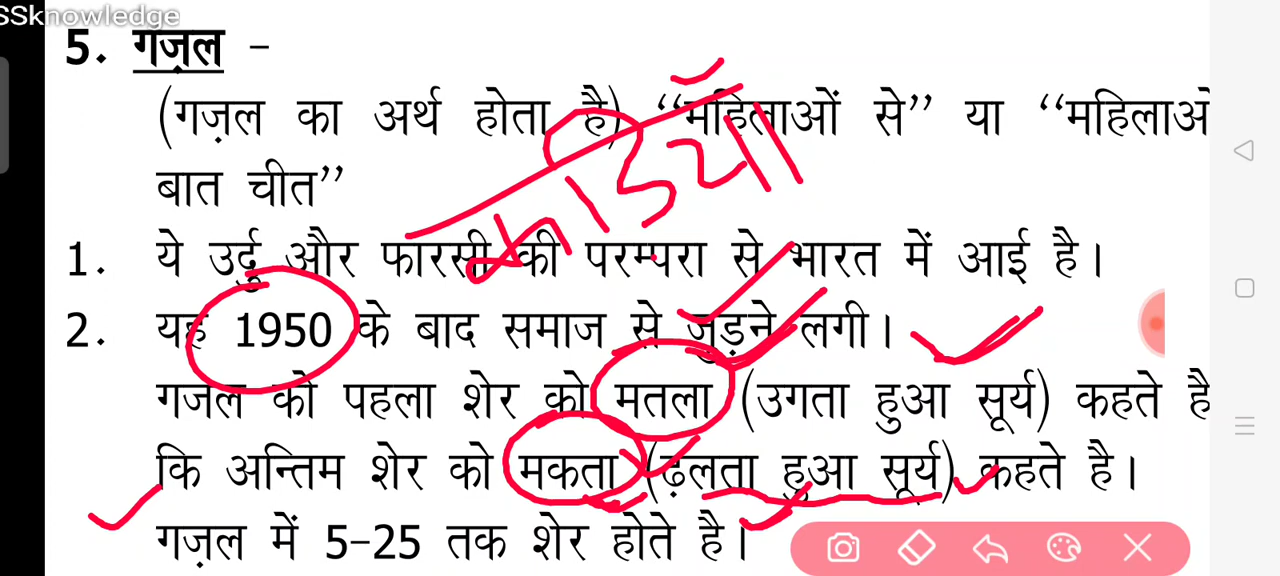 SSknowledge
5. गज़ल -
(गज़ल का अर्थ होता है) “महिलाओं से” या “महिलाओ
बात चीत”
कडियाँ
1. ये उर्दु और फारसी की परम्परा से भारत में आई है।
2. यह 1950 के बाद समाज से जुड़ने लगी।
गजल को पहला शेर को मतला (उगता हुआ सूर्य) कहते है
कि अन्तिम शेर को मकता (ढ़लता हुआ सूर्य) कहते है।
गज़ल में 5-25 तक शेर होते है।